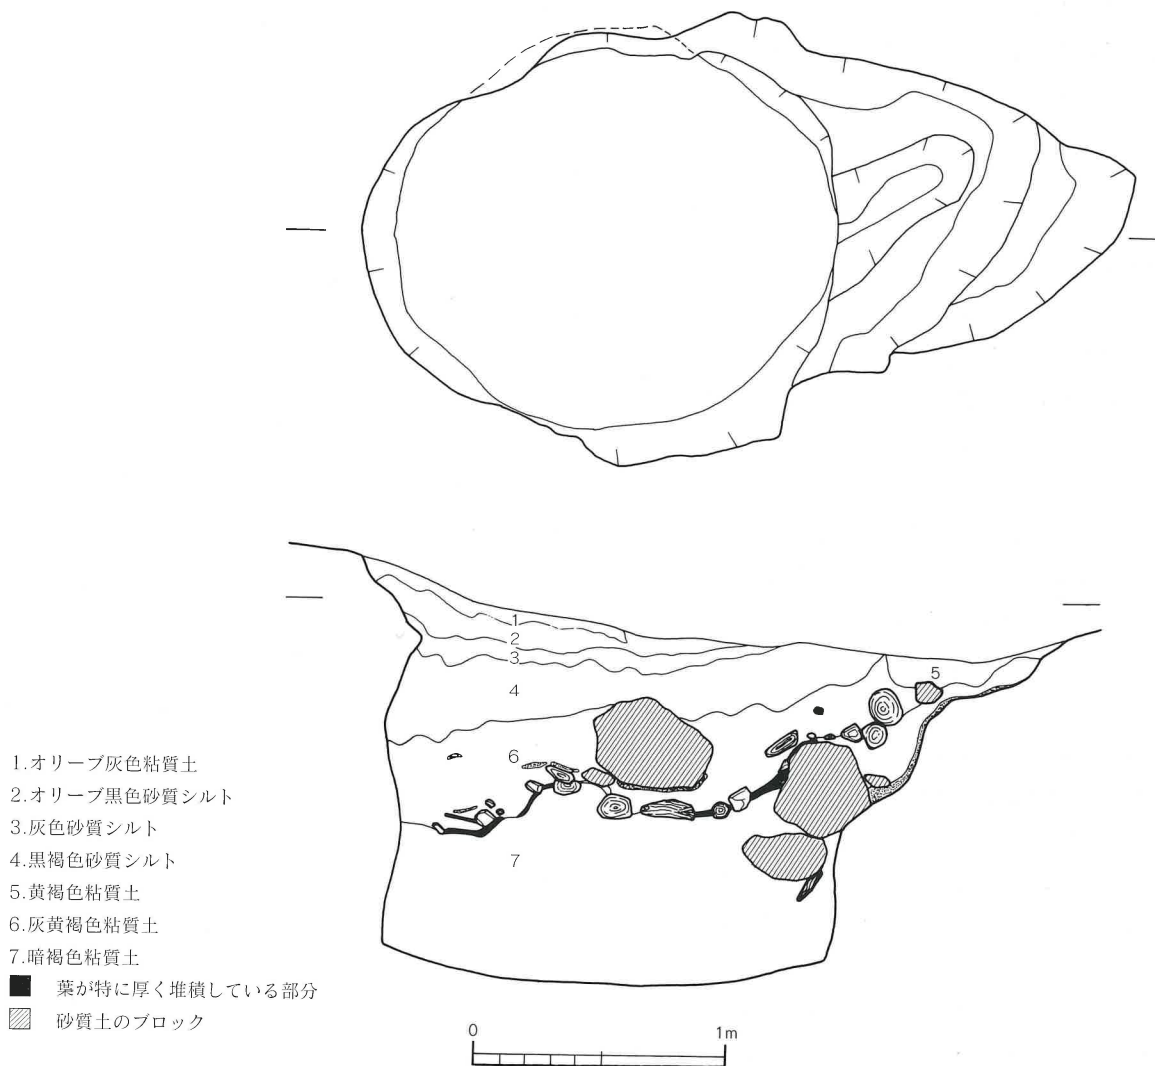 1
2
3
4
5
6
7
1.オリーブ灰色粘質土
2.オリーブ黒色砂質シルト
3.灰色砂質シルト
4.黒褐色砂質シルト
5.黄褐色粘質土
6.灰黄褐色粘質土
7.暗褐色粘質土
葉が特に厚く堆積している部分
砂質土のブロック
0 1m